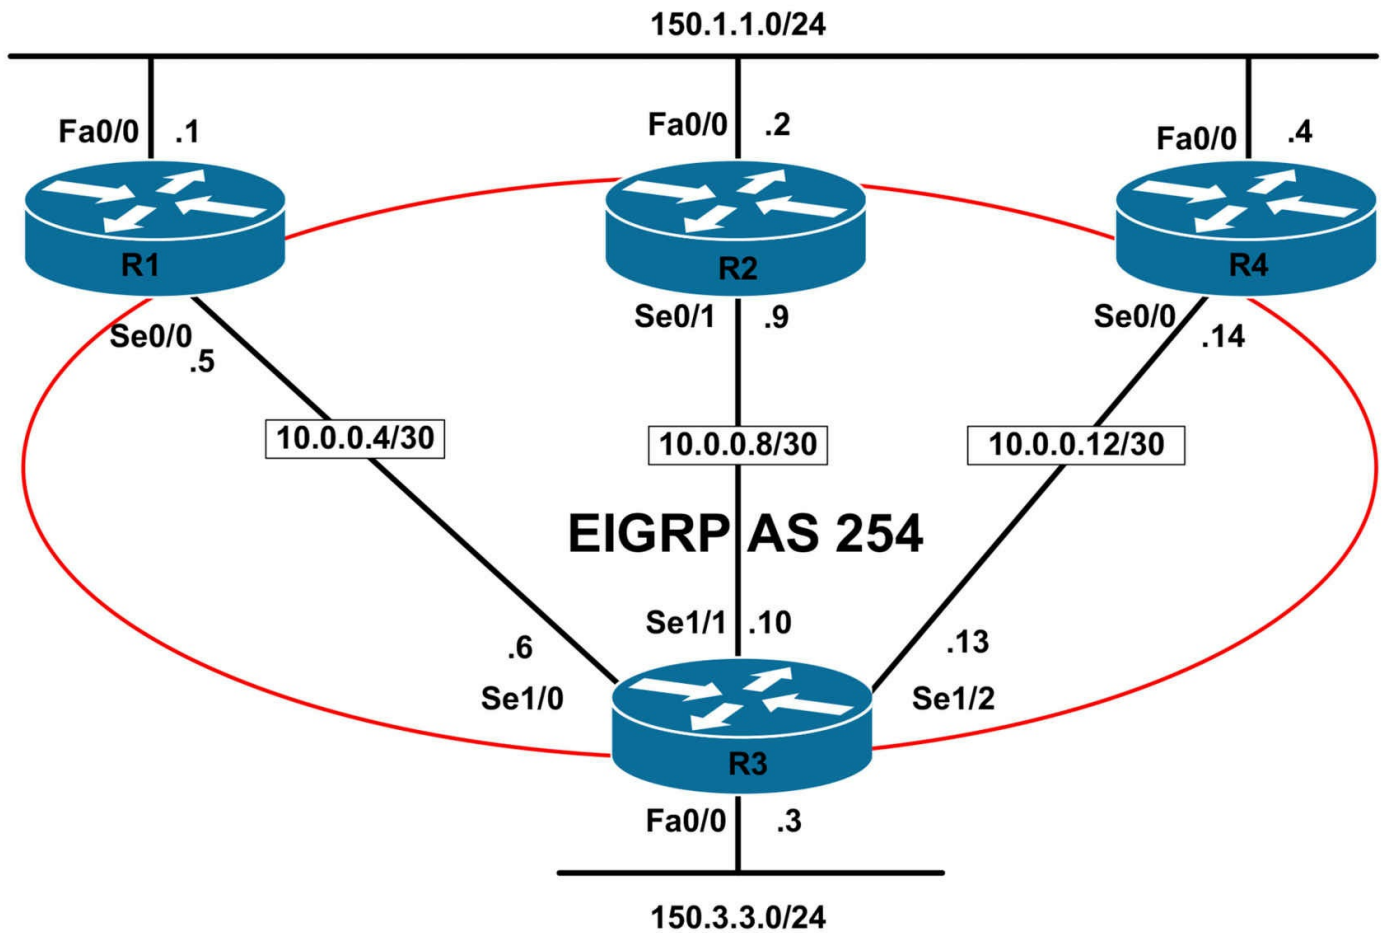 150.1.1.0/24
Fa0/0 .1
Fa0/0 .2
Fa0/0 .4
R1
R2
R4
Se0/0
.5
Se0/1 .9
Se0/0
.14
10.0.0.4/30
10.0.0.8/30
10.0.0.12/30
EIGRP AS 254
.6
Se1/1 .10
.13
Se1/0
Se1/2
R3
Fa0/0 .3
150.3.3.0/24